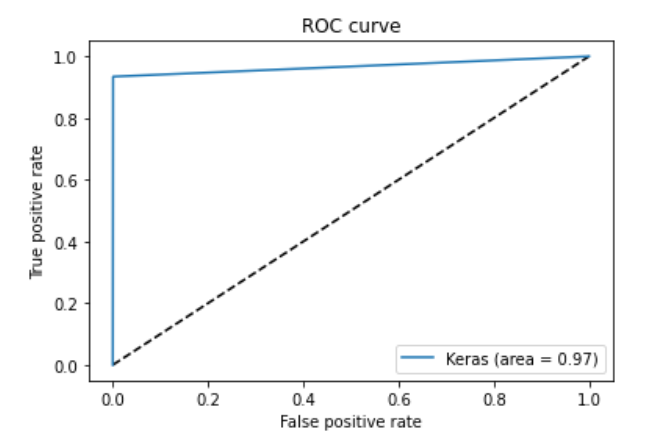 ROC curve
True positive rate
1.0
0.8
0.6
0.4
0.2
0.0
Keras (area = 0.97)
0.0 0.2 0.4 0.6 0.8 1.0
False positive rate